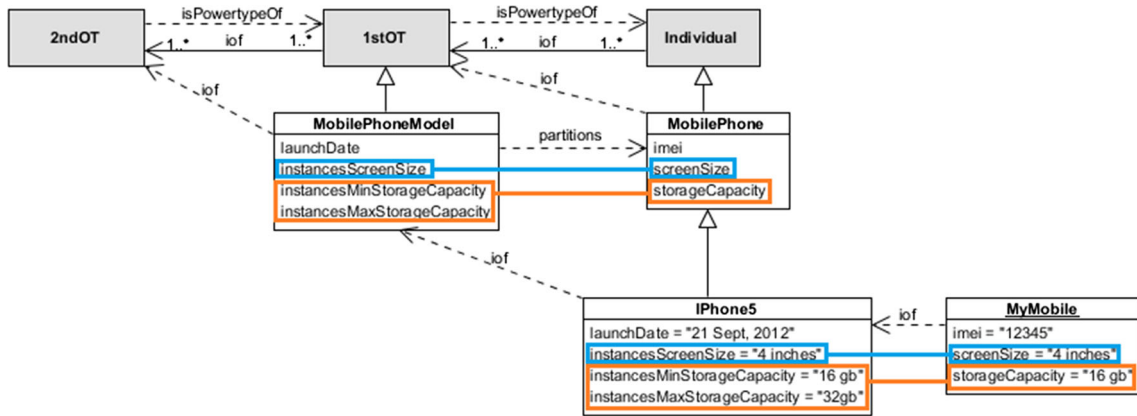 isPowertypeOf
isPowertypeOf
2ndOT
1stOT
Individual
1..*
iof
1..*
1..*
iof
1..*
iof
iof
MobilePhoneModel
launchDate
instancesScreenSize
instancesMinStorageCapacity
instancesMaxStorageCapacity
partitions
MobilePhone
imei
screenSize
storageCapacity
iof
IPhone5
launchDate = "21 Sept, 2012"
instancesScreenSize = "4 inches"
instancesMinStorageCapacity = "16 gb"
instancesMaxStorageCapacity = "32gb"
iof
MyMobile
imei = "12345"
screenSize = "4 inches"
storageCapacity = "16 gb"